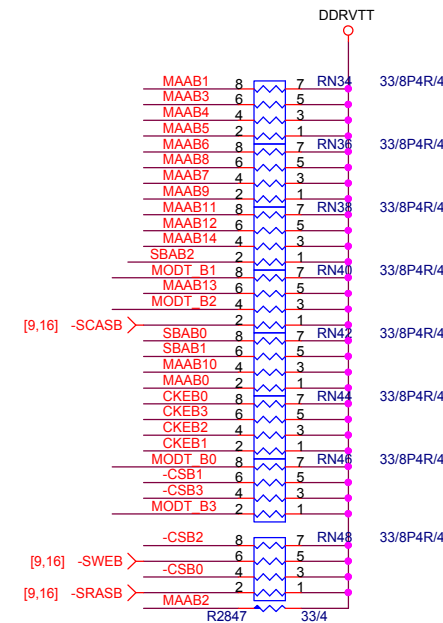 DDRVTT
MAAB1 8 7 RN34 33/8P4R/4
MAAB3 6 5
MAAB4 4 3
MAAB5 2 1
MAAB6 8 7 RN36 33/8P4R/4
MAAB8 6 5
MAAB7 4 3
MAAB9 2 1
MAAB11 8 7 RN38 33/8P4R/4
MAAB12 6 5
MAAB14 4 3
SBAB2 2 1
MODT_B1 8 7 RN40 33/8P4R/4
MAAB13 6 5
MODT_B2 4 3
[9,16] -SCASB 2 1
SBAB0 8 7 RN42 33/8P4R/4
SBAB1 6 5
MAAB10 4 3
MAAB0 2 1
CKEB0 8 7 RN44 33/8P4R/4
CKEB3 6 5
CKEB2 4 3
CKEB1 2 1
MODT_B0 8 7 RN46 33/8P4R/4
-CSB1 6 5
-CSB3 4 3
MODT_B3 2 1
-CSB2 8 7 RN48 33/8P4R/4
[9,16] -SWEB 6 5
-CSB0 4 3
[9,16] -SRASB 2 1
MAAB2
R2847 33/4